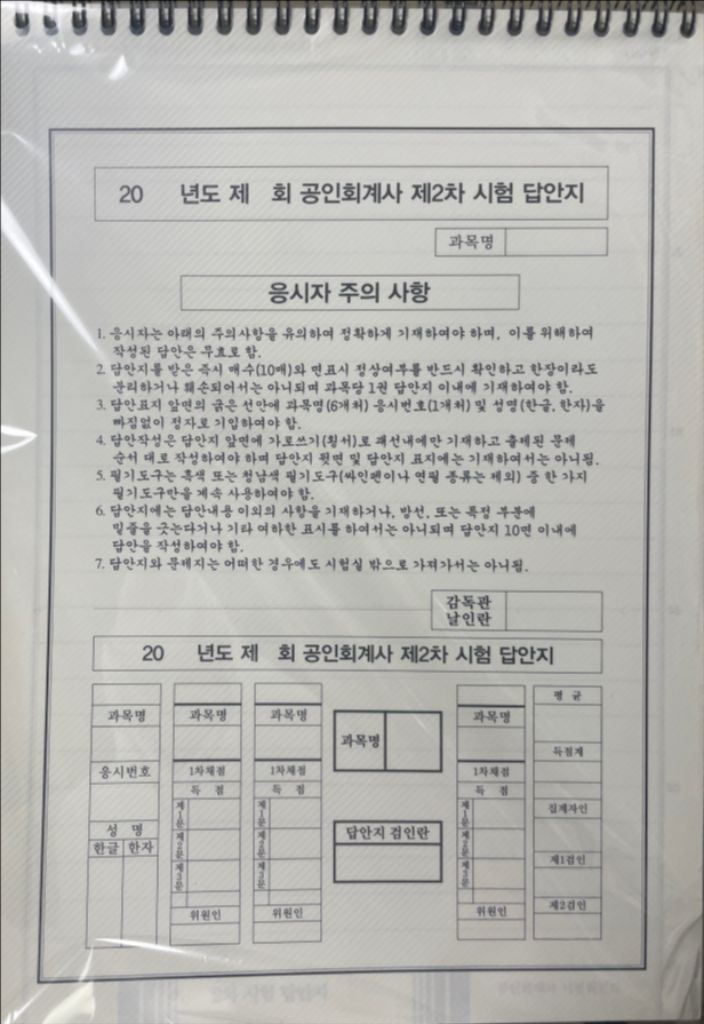 20 년도 제 회 공인회계사 제2차 시험 답안지
과목명
응시자 주의 사항
1. 응시자는 아래의 주의사항을 유의하여 정확하게 기재하여야 하며, 이를 위해하여
작성된 답안은 무효로 함.
2. 답안지를 받은 즉시 매수(10매)와 면표시 정상여부를 반드시 확인하고 한장이라도
분리하거나 훼손되어서는 아니되며 과목당 1권 답안지 이내에 기재하여야 함.
3. 답안표지 앞면의 굵은 선안에 과목명(6개처) 응시번호(1개처) 및 성명(한글, 한자)을
빠짐없이 정자로 기입하여야 함.
4. 답안작성은 답안지 앞면에 가로쓰기(횡서)로 괘선내에만 기재하고 출제된 문제
순서 대로 작성하여야 하며 답안지 뒷면 및 답안지 표지에는 기재하여서는 아니됨.
5. 필기도구는 흑색 또는 청남색 필기도구(싸인펜이나 연필 종류는 제외) 중 한 가지
필기도구만을 계속 사용하여야 함.
6. 답안지에는 답안내용 이외의 사항을 기재하거나, 방선, 또는 특정 부분에
밑줄을 긋는다거나 기타 여하한 표시를 하여서는 아니되며 답안지 10면 이내에
답안을 작성하여야 함.
7. 답안지와 문제지는 어떠한 경우에도 시험실 밖으로 가져가서는 아니됨.
감독관
날인란
20 년도 제 회 공인회계사 제2차 시험 답안지
과목명
응시번호
성 명
한글 한자
과목명
1차채점
득 점
제1문
제2문
제3문
위원인
과목명
1차채점
득 점
제1문
제2문
제3문
위원인
과목명
답안지 검인란
과목명
1차채점
득 점
제1문
제2문
제3문
위원인
평 균
득점계
집계자인
제1검인
제2검인